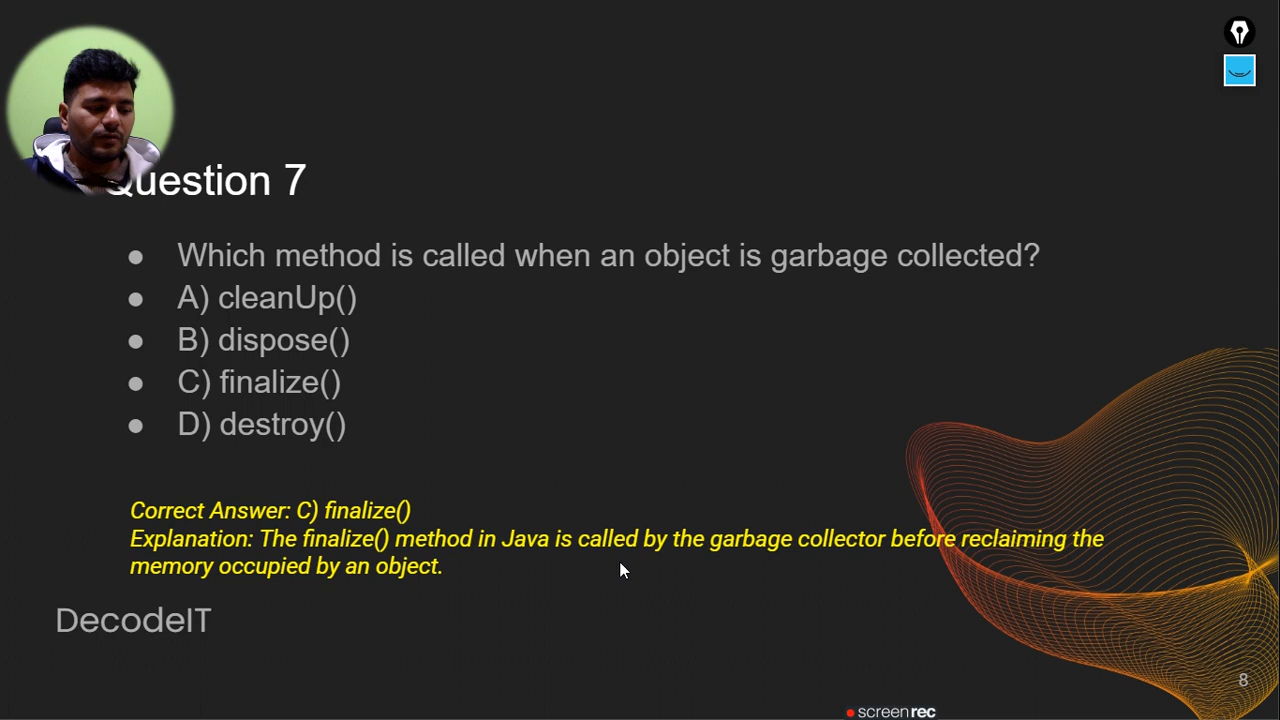 Question 7
● Which method is called when an object is garbage collected?
● A) cleanUp()
● B) dispose()
● C) finalize()
● D) destroy()
Correct Answer: C) finalize()
Explanation: The finalize() method in Java is called by the garbage collector before reclaiming the
memory occupied by an object.
DecodeIT
8
screenrec